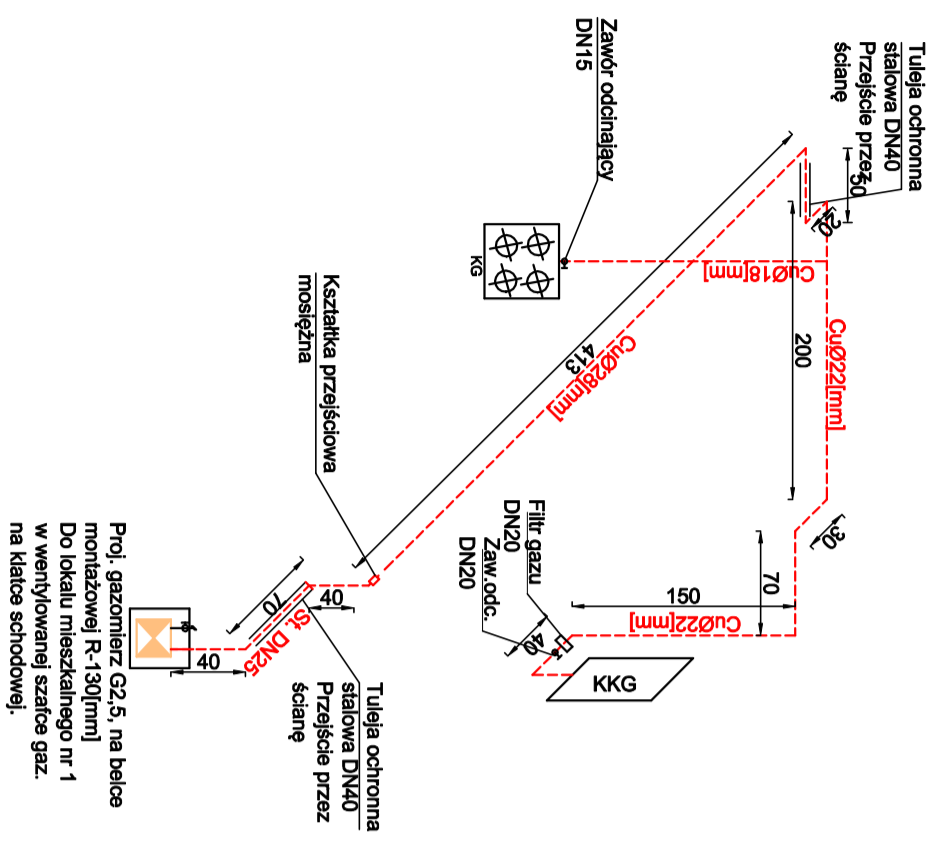 Tuleja ochronna
stalowa DN40
Przejście przez
ścianę
50
20
Zawór odcinający
DN15
KG
CuØ18[mm]
200
CuØ22[mm]
413
CuØ28[mm]
30
70
150
CuØ22[mm]
Filtr gazu
DN20
Zaw.odc.
DN20
40
KKG
Kształtka przejściowa
mosiężna
40
70
St. DN25
40
Tuleja ochronna
stalowa DN40
Przejście przez
ścianę
Proj. gazomierz G2,5, na belce
montażowej R-130[mm]
Do lokalu mieszkalnego nr 1
w wentylowanej szafce gaz.
na klatce schodowej.